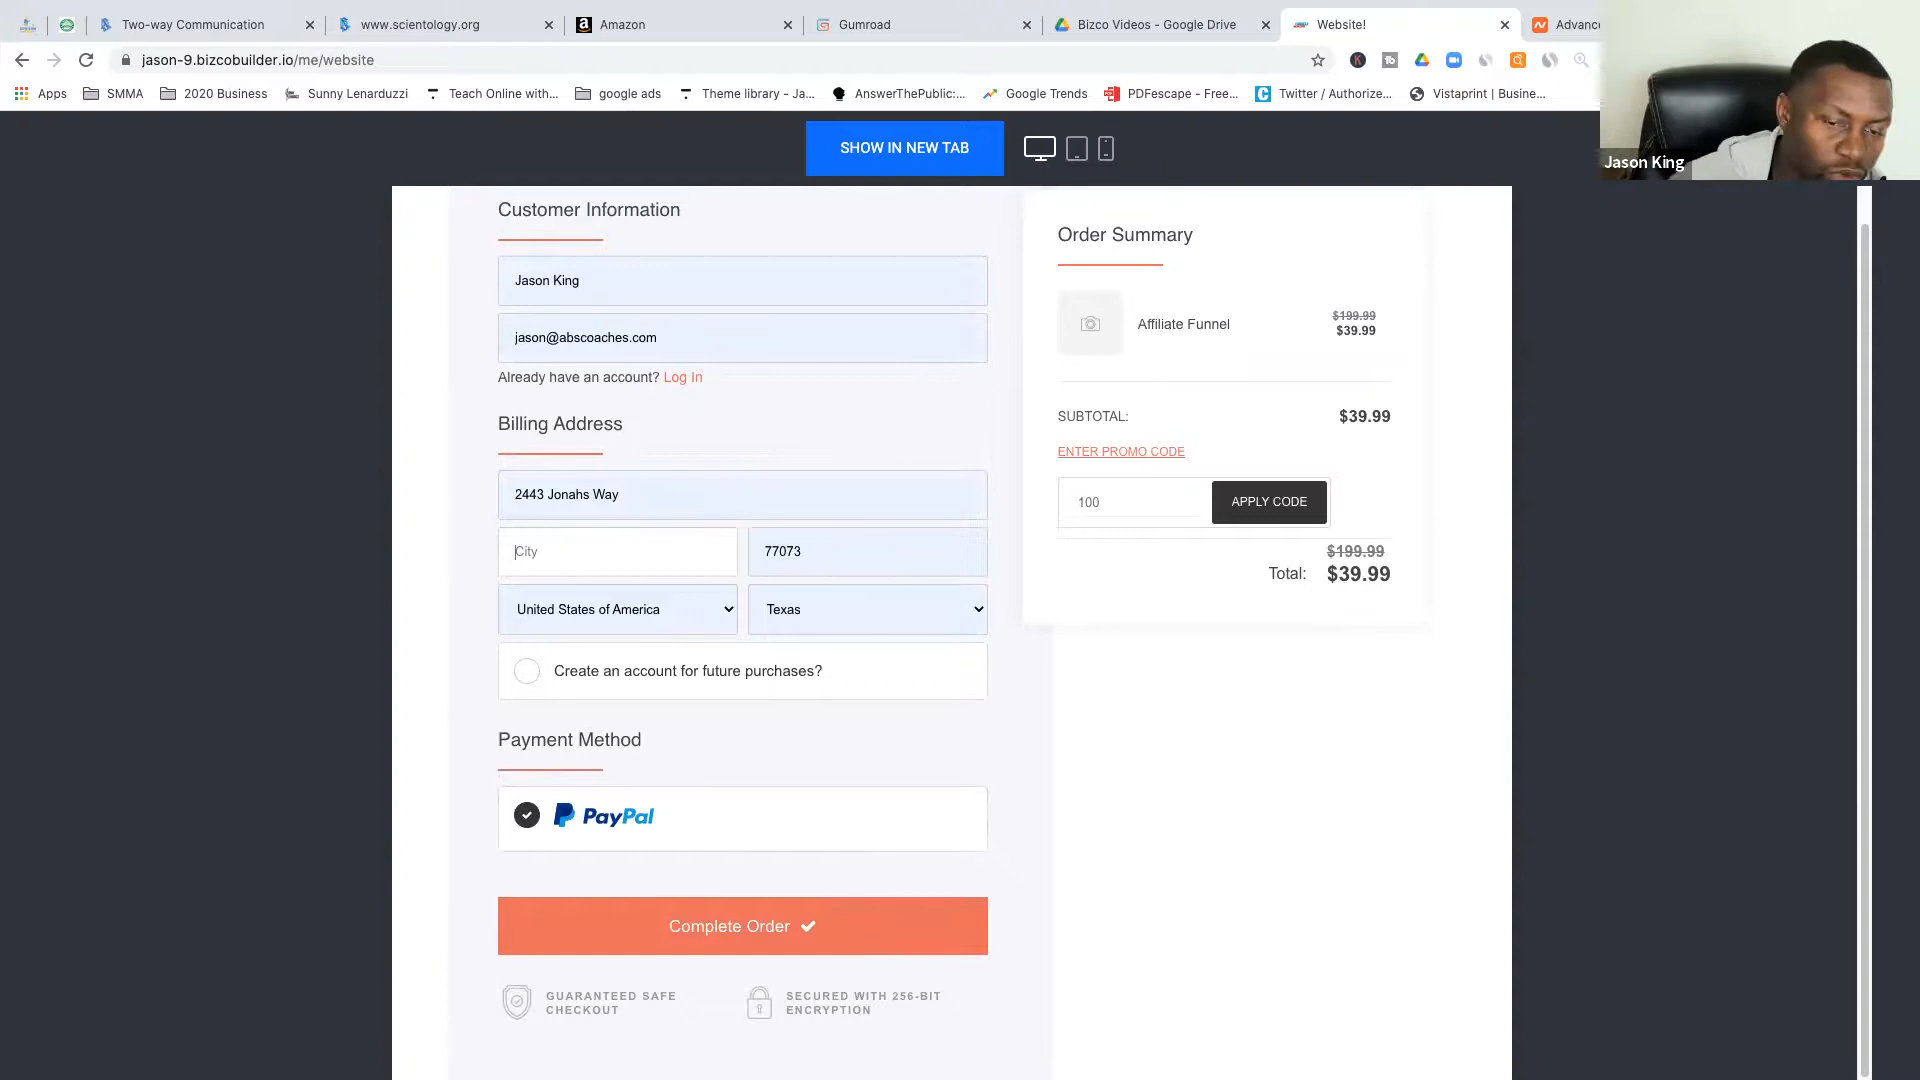 Two-way Communication
www.scientology.org
Amazon
Gumroad
Bizco Videos - Google Drive
Website!
Advanc
jason-9.bizcobuilder.io/me/website
Apps
SMMA
2020 Business
Sunny Lenarduzzi
Teach Online with...
google ads
Theme library - Ja...
AnswerThePublic:...
Google Trends
PDFescape - Free...
Twitter / Authorize...
Vistaprint | Busine...
SHOW IN NEW TAB
Jason King
Customer Information
Jason King
jason@abscoaches.com
Already have an account? Log In
Billing Address
2443 Jonahs Way
City
77073
United States of America
Texas
Create an account for future purchases?
Payment Method
PayPal
Complete Order
GUARANTEED SAFE
CHECKOUT
SECURED WITH 256-BIT
ENCRYPTION
Order Summary
Affiliate Funnel
$199.99
$39.99
SUBTOTAL:
$39.99
ENTER PROMO CODE
100
APPLY CODE
$199.99
Total: $39.99